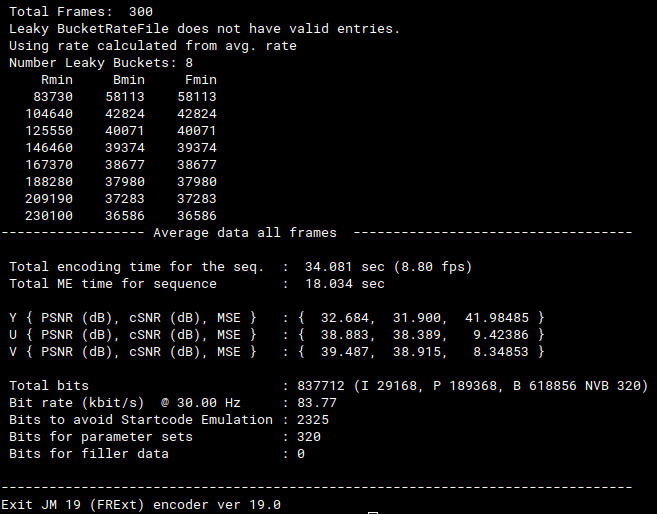 Total Frames:  300
Leaky BucketRateFile does not have valid entries.
Using rate calculated from avg. rate
Number Leaky Buckets: 8
Rmin     Bmin     Fmin
83730    58113    58113
104640    42824    42824
125550    40071    40071
146460    39374    39374
167370    38677    38677
188280    37980    37980
209190    37283    37283
230100    36586    36586
------------------ Average data all frames  -----------------------------------
Total encoding time for the seq.  :  34.081 sec (8.80 fps)
Total ME time for sequence        :  18.034 sec
Y { PSNR (dB), cSNR (dB), MSE }   : {  32.684,  31.900,  41.98485 }
U { PSNR (dB), cSNR (dB), MSE }   : {  38.883,  38.389,   9.42386 }
V { PSNR (dB), cSNR (dB), MSE }   : {  39.487,  38.915,   8.34853 }
Total bits                        : 837712 (I 29168, P 189368, B 618856 NVB 320)
Bit rate (kbit/s)  @ 30.00 Hz     : 83.77
Bits to avoid Startcode Emulation : 2325
Bits for parameter sets           : 320
Bits for filler data              : 0
-------------------------------------------------------------------------------
Exit JM 19 (FRExt) encoder ver 19.0